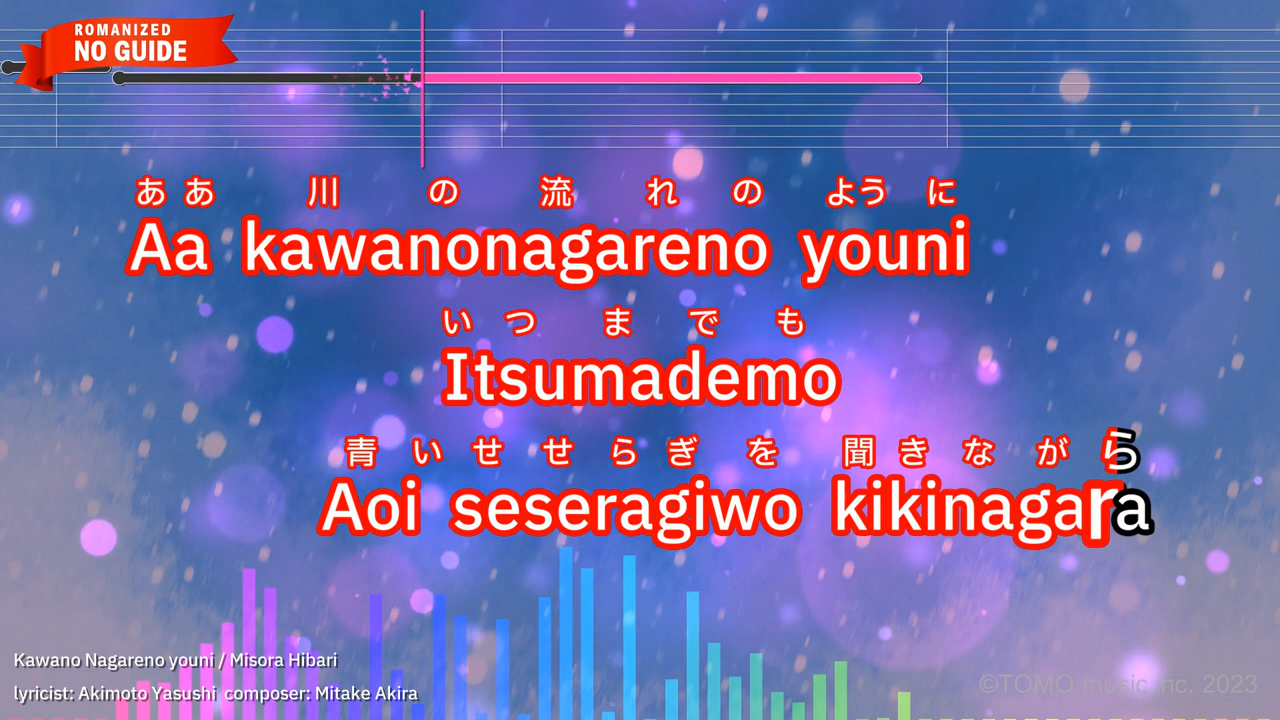 ROMANIZED
NO GUIDE
ああ 川の流れのように
Aa kawanonagareno youni
いつまでも
Itsumademo
青いせせらぎを 聞きながら
Aoi seseragiwo kikinagara
Kawano Nagareno youni / Misora Hibari
lyricist: Akimoto Yasushi composer: Mitake Akira
©TOMO music inc. 2023